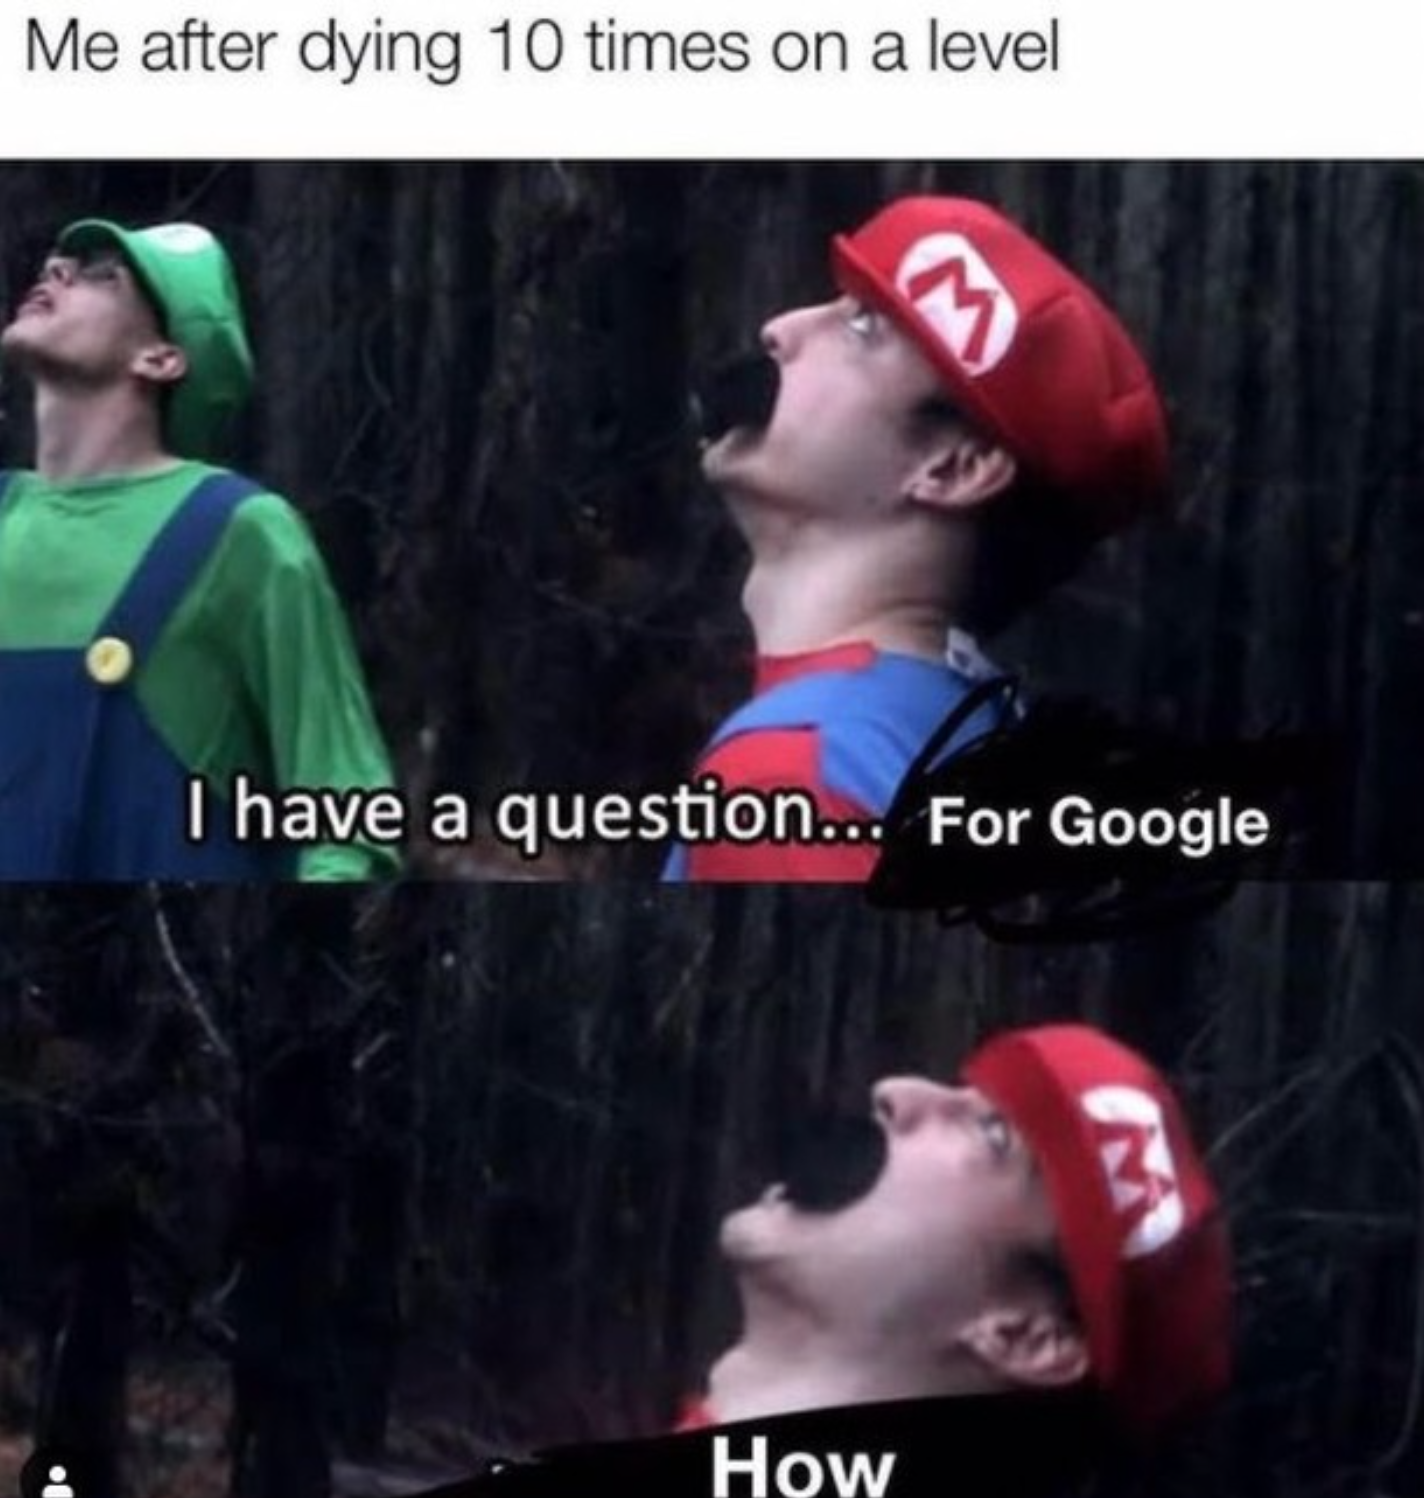 Me after dying 10 times on a level
M
I have a question... For Google
M
How